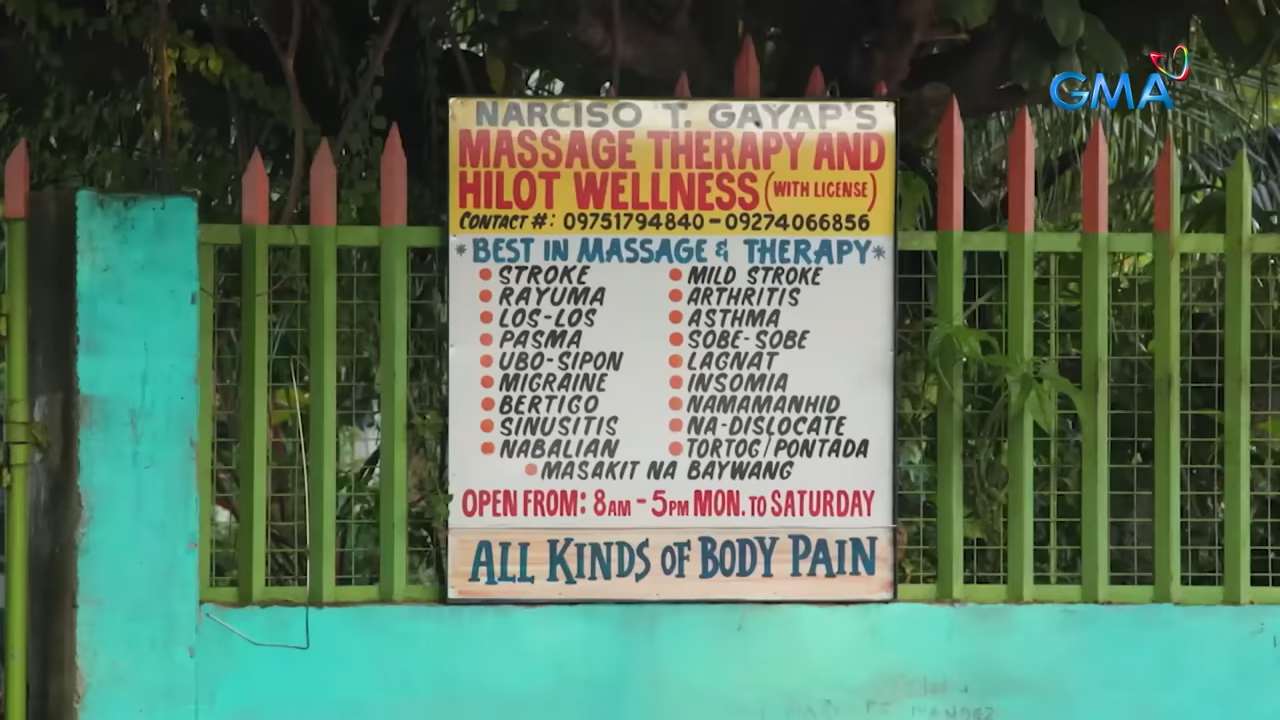 GMA
NARCISO T. GAYAP'S
MASSAGE THERAPY AND
HILOT WELLNESS (WITH LICENSE)
CONTACT #: 09751794840 - 09274066856
*BEST IN MASSAGE & THERAPY*
STROKE
RAYUMA
LOS-LOS
PASMA
UBO-SIPON
MIGRAINE
BERTIGO
SINUSITIS
NABALIAN
MILD STROKE
ARTHRITIS
ASTHMA
SOBE-SOBE
LAGNAT
INSOMIA
NAMAMANHID
NA-DISLOCATE
TORTOG/PONTADA
MASAKIT NA BAYWANG
OPEN FROM: 8AM - 5PM MON. TO SATURDAY
ALL KINDS OF BODY PAIN